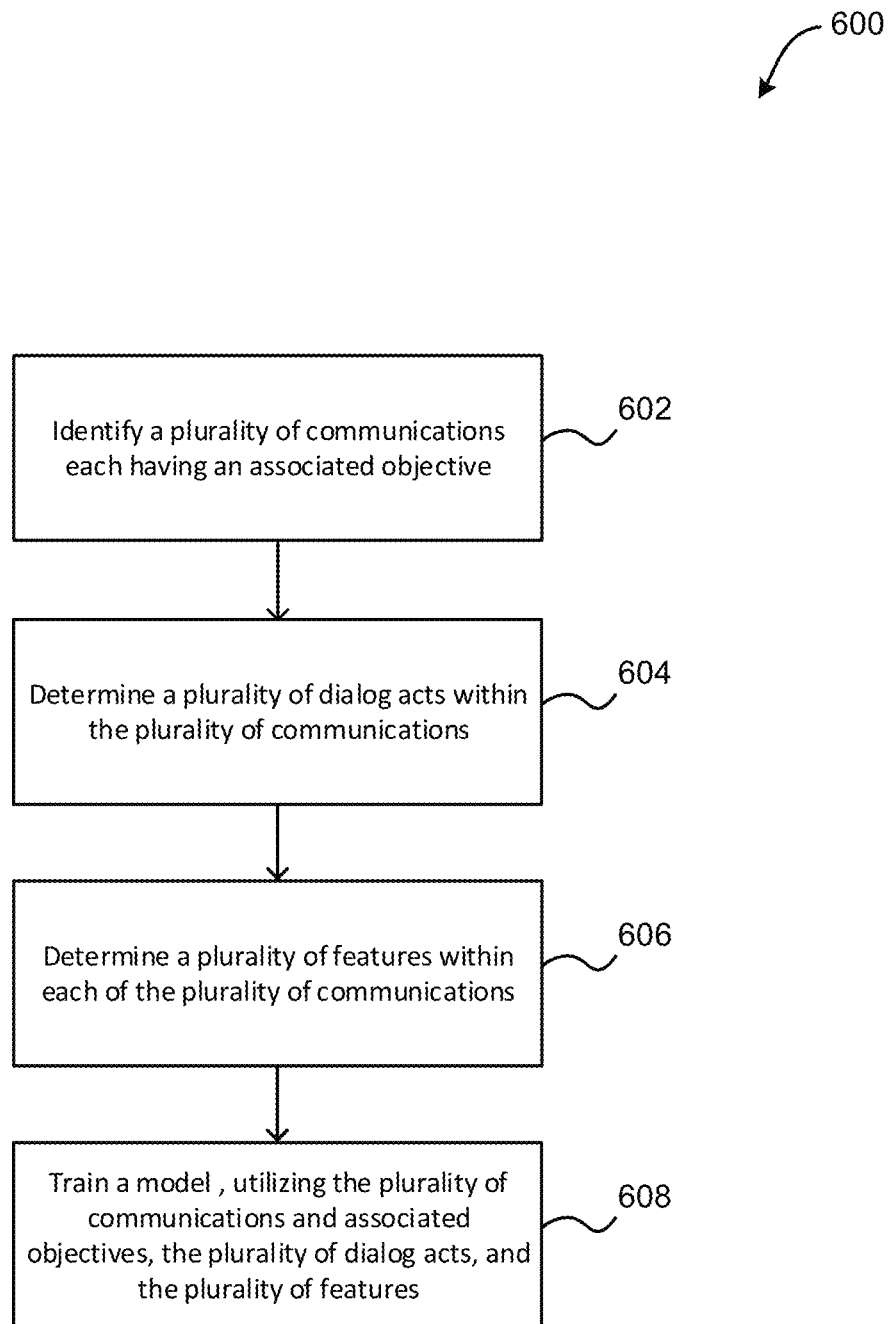 600
Identify a plurality of communications
each having an associated objective
602
Determine a plurality of dialog acts within
the plurality of communications
604
Determine a plurality of features within
each of the plurality of communications
606
Train a model , utilizing the plurality of
communications and associated
objectives, the plurality of dialog acts, and
the plurality of features
608